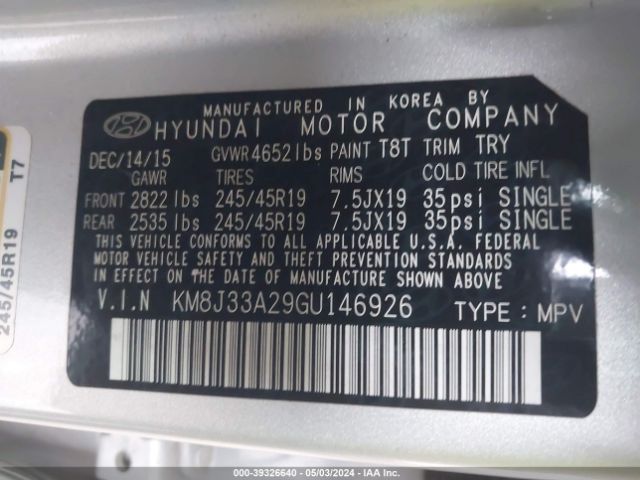 MANUFACTURED IN KOREA BY
HYUNDAI MOTOR COMPANY
DEC/14/15 GVWR 4652lbs PAINT T8T TRIM TRY
GAWR TIRES RIMS COLD TIRE INFL
FRONT 2822 lbs 245/45R19 7.5JX19 35psi SINGLE
REAR 2535 lbs 245/45R19 7.5JX19 35psi SINGLE
THIS VEHICLE CONFORMS TO ALL APPLICABLE U.S.A. FEDERAL
MOTOR VEHICLE SAFETY AND THEFT PREVENTION STANDARDS
IN EFFECT ON THE DATE OF MANUFACTURE SHOWN ABOVE.
V.I.N KM8J33A29GU146926 TYPE : MPV
245/45R19 T7
000-39326640 - 05/03/2024 - IAA Inc.